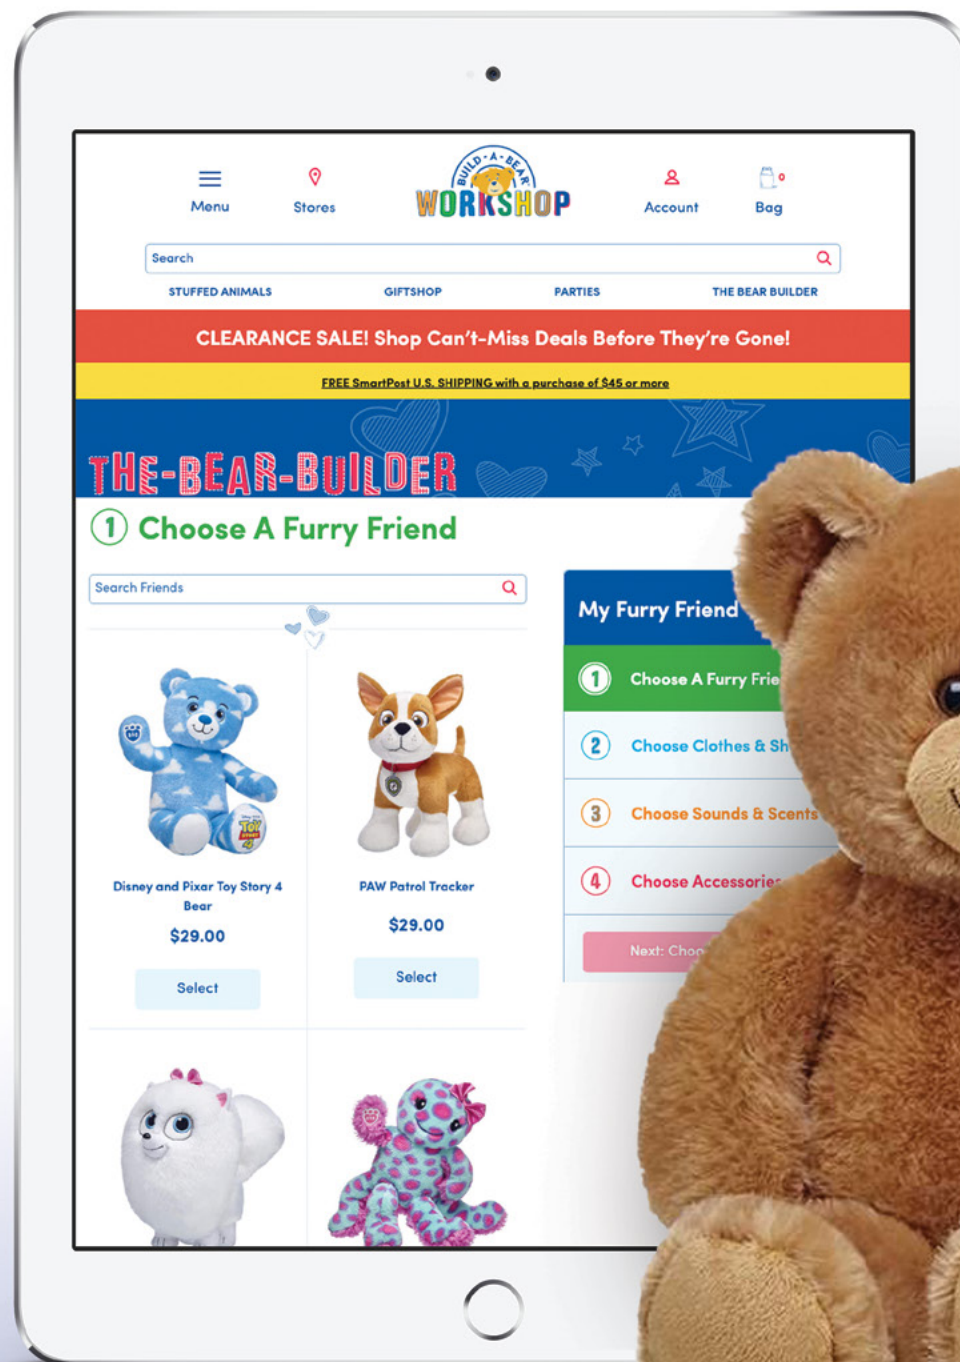 Menu
Stores
BUILD-A-BEAR
WORKSHOP
Account
0
Bag
Search
STUFFED ANIMALS
GIFTSHOP
PARTIES
THE BEAR BUILDER
CLEARANCE SALE! Shop Can't-Miss Deals Before They're Gone!
FREE SmartPost U.S. SHIPPING with a purchase of $45 or more
THE-BEAR-BUILDER
1 Choose A Furry Friend
Search Friends
Disney and Pixar Toy Story 4
Bear
$29.00
Select
PAW Patrol Tracker
$29.00
Select
TOY
STORY
4
My Furry Friend
1 Choose A Furry Frie
2 Choose Clothes & Sh
3 Choose Sounds & Scents
4 Choose Accessories
Next: Choo